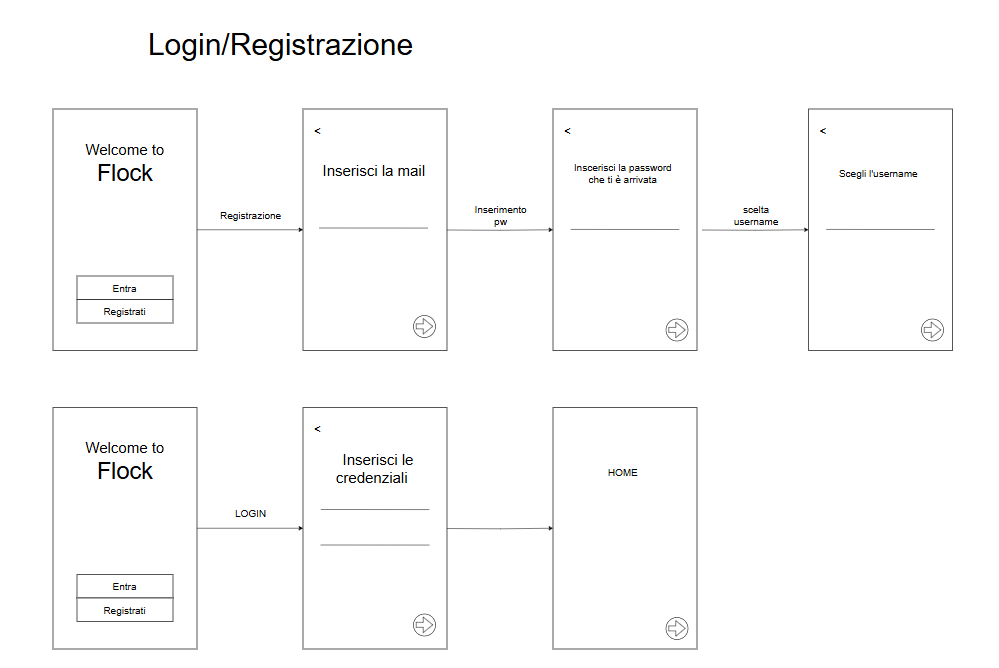 Login/Registrazione
Welcome to
Flock
Entra
Registrati
Registrazione
<
Inserisci la mail
Inserimento
pw
<
Inscerisci la password
che ti è arrivata
scelta
username
<
Scegli l'username
Welcome to
Flock
Entra
Registrati
LOGIN
<
Inserisci le
credenziali
HOME